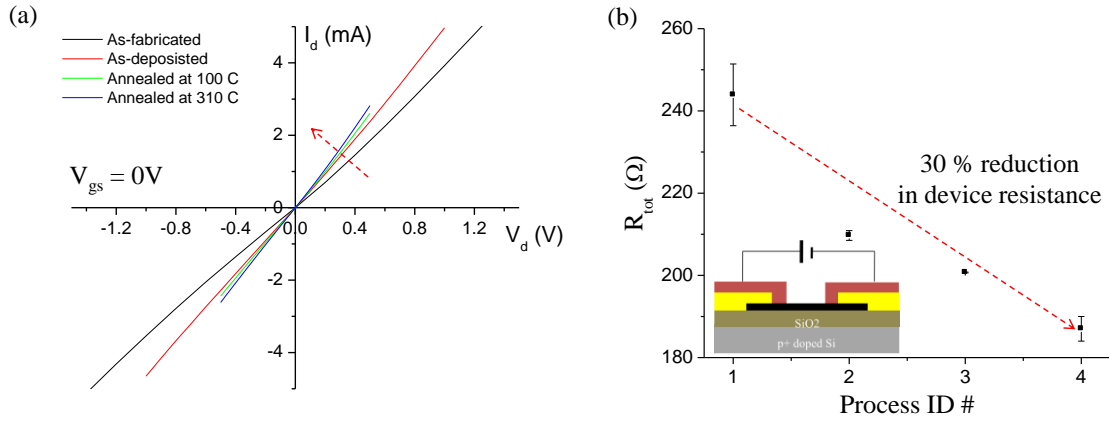 (a)
I_d (mA)
As-fabricated
As-deposisted
Annealed at 100 C
Annealed at 310 C
V_gs = 0V
4
2
0
-2
-4
-1.2
-0.8
-0.4
0.0
0.4
0.8
1.2
V_d (V)
(b)
R_tot (Ω)
240
220
200
180
30 % reduction
in device resistance
SiO2
p+ doped Si
1
2
3
4
Process ID #